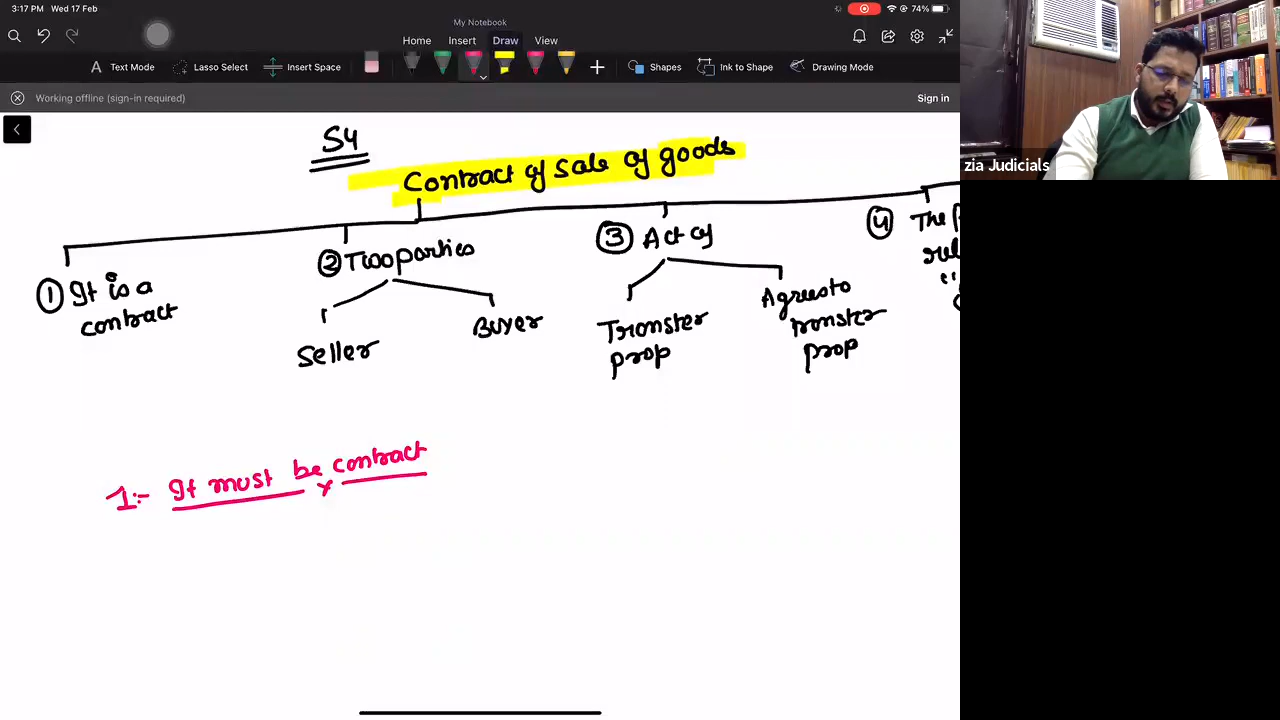 3:17 PM Wed 17 Feb
74%
My Notebook
Home Insert Draw View
Text Mode Lasso Select Insert Space Shapes Ink to Shape Drawing Mode
Working offline (sign-in required) Sign in
zia Judicials
S4
Contract of sale of goods
① It is a
contract
② Two parties
Seller
Buyer
③ Act of
Transfer
prop
Agree to
transfer
prop
④ The
1:- It must be contract